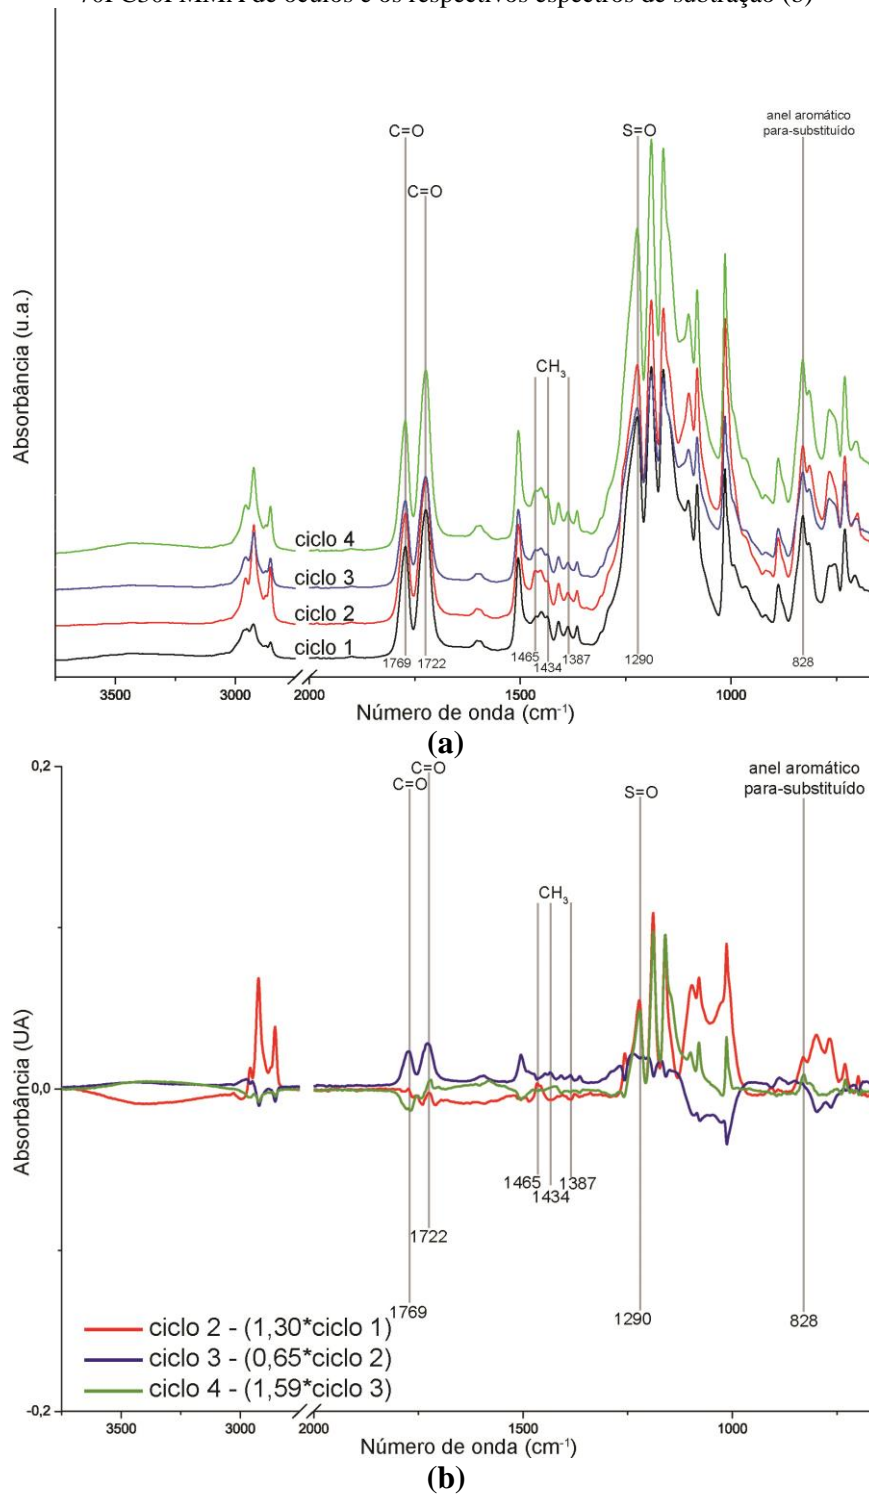 70PC30PMMA de óculos e os respectivos espectros de subtração (b)
anel aromático
para-substituído
C=O
S=O
C=O
CH3
ciclo 4
ciclo 3
ciclo 2
ciclo 1
1769
1722
1465
1434
1387
1290
828
Absorbância (u.a.)
3500
3000
2000
1500
1000
Número de onda (cm-1)
(a)
0,2
C=O
C=O
anel aromático
para-substituído
S=O
CH3
Absorbância (UA)
0,0
1465
1434
1387
1722
1769
1290
828
ciclo 2 - (1,30*ciclo 1)
ciclo 3 - (0,65*ciclo 2)
ciclo 4 - (1,59*ciclo 3)
-0,2
3500
3000
2000
1500
1000
Número de onda (cm-1)
(b)